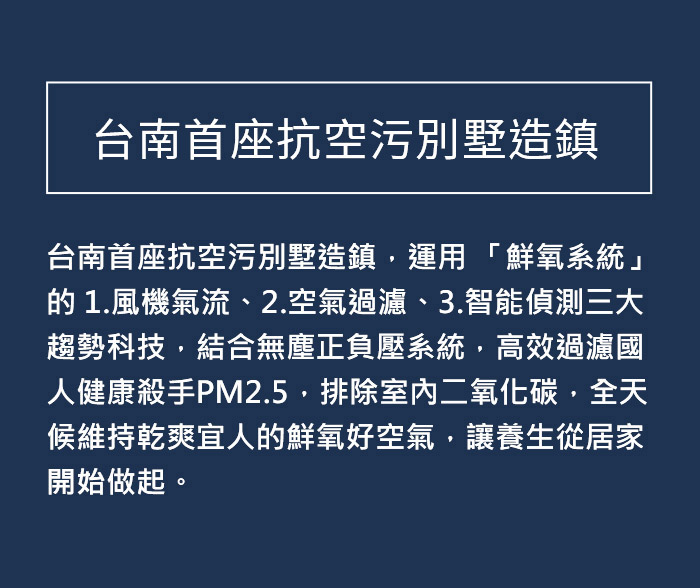 台南首座抗空污別墅造鎮
台南首座抗空污別墅造鎮，運用「鮮氧系統」
的 1.風機氣流、2.空氣過濾、3.智能偵測三大
趨勢科技，結合無塵正負壓系統，高效過濾國
人健康殺手PM2.5，排除室內二氧化碳，全天
候維持乾爽宜人的鮮氧好空氣，讓養生從居家
開始做起。